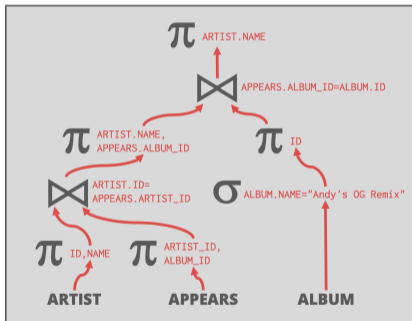 π ARTIST.NAME
⋈ APPEARS.ALBUM_ID=ALBUM.ID
π ARTIST.NAME,
APPEARS.ALBUM_ID
π ID
⋈ ARTIST.ID=
APPEARS.ARTIST_ID
σ ALBUM.NAME="Andy's OG Remix"
π ID,NAME
π ARTIST_ID,
ALBUM_ID
ARTIST
APPEARS
ALBUM